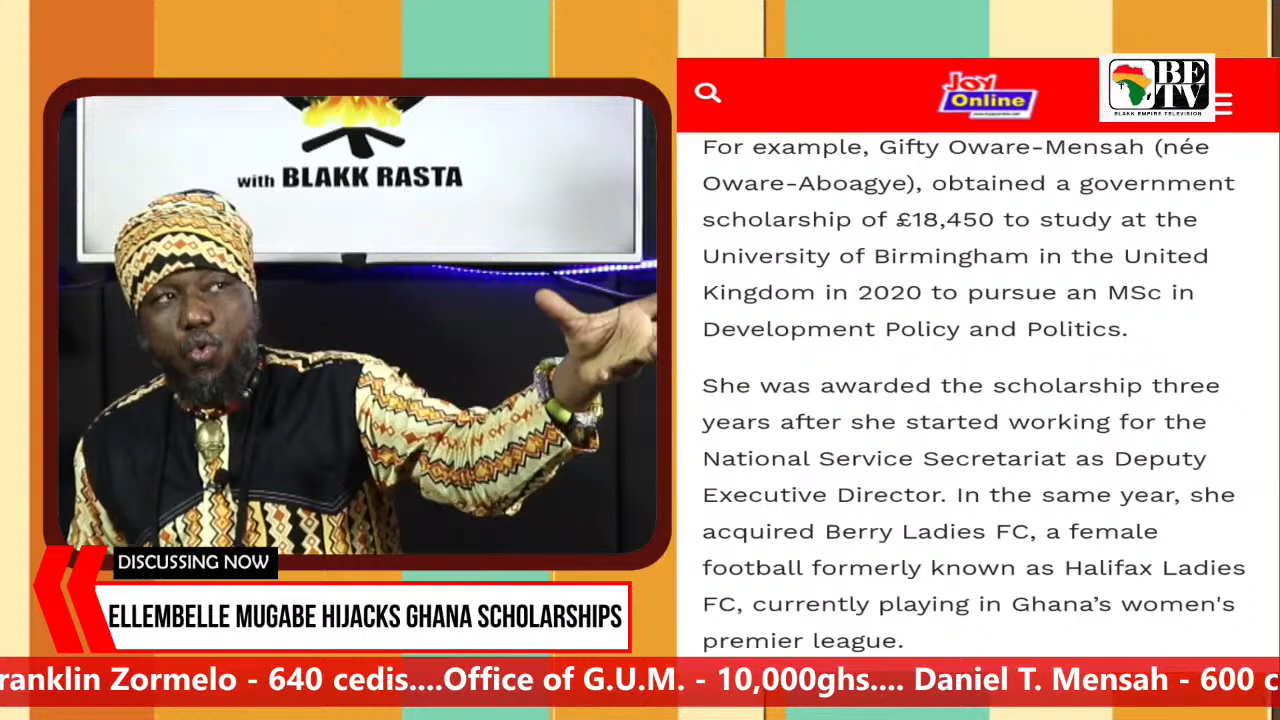 with BLAKK RASTA
DISCUSSING NOW
ELLEMBELLE MUGABE HIJACKS GHANA SCHOLARSHIPS
JOY
Online
BE
TV
BLAKK EMPIRE TELEVISION
For example, Gifty Oware-Mensah (née
Oware-Aboagye), obtained a government
scholarship of £18,450 to study at the
University of Birmingham in the United
Kingdom in 2020 to pursue an MSc in
Development Policy and Politics.
She was awarded the scholarship three
years after she started working for the
National Service Secretariat as Deputy
Executive Director. In the same year, she
acquired Berry Ladies FC, a female
football formerly known as Halifax Ladies
FC, currently playing in Ghana’s women's
premier league.
ranklin Zormelo - 640 cedis....Office of G.U.M. - 10,000ghs.... Daniel T. Mensah - 600 c